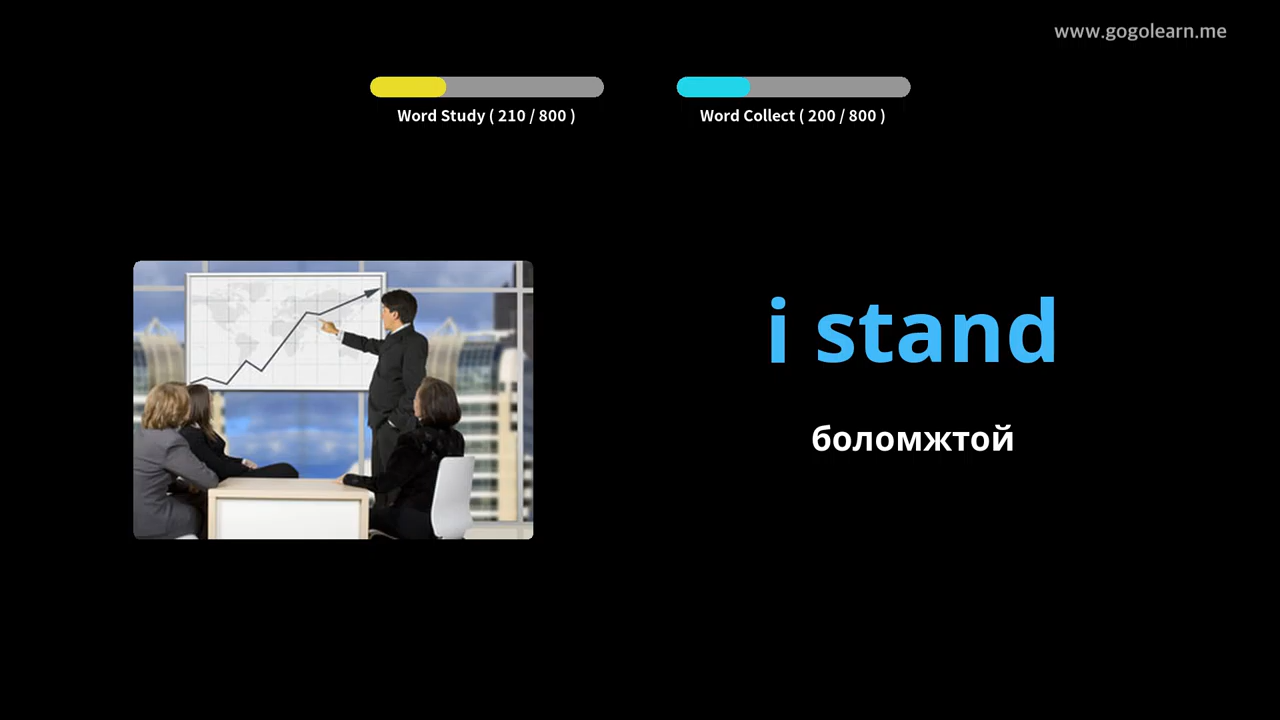 www.gogolearn.me
Word Study ( 210 / 800 )
Word Collect ( 200 / 800 )
i stand
боломжтой